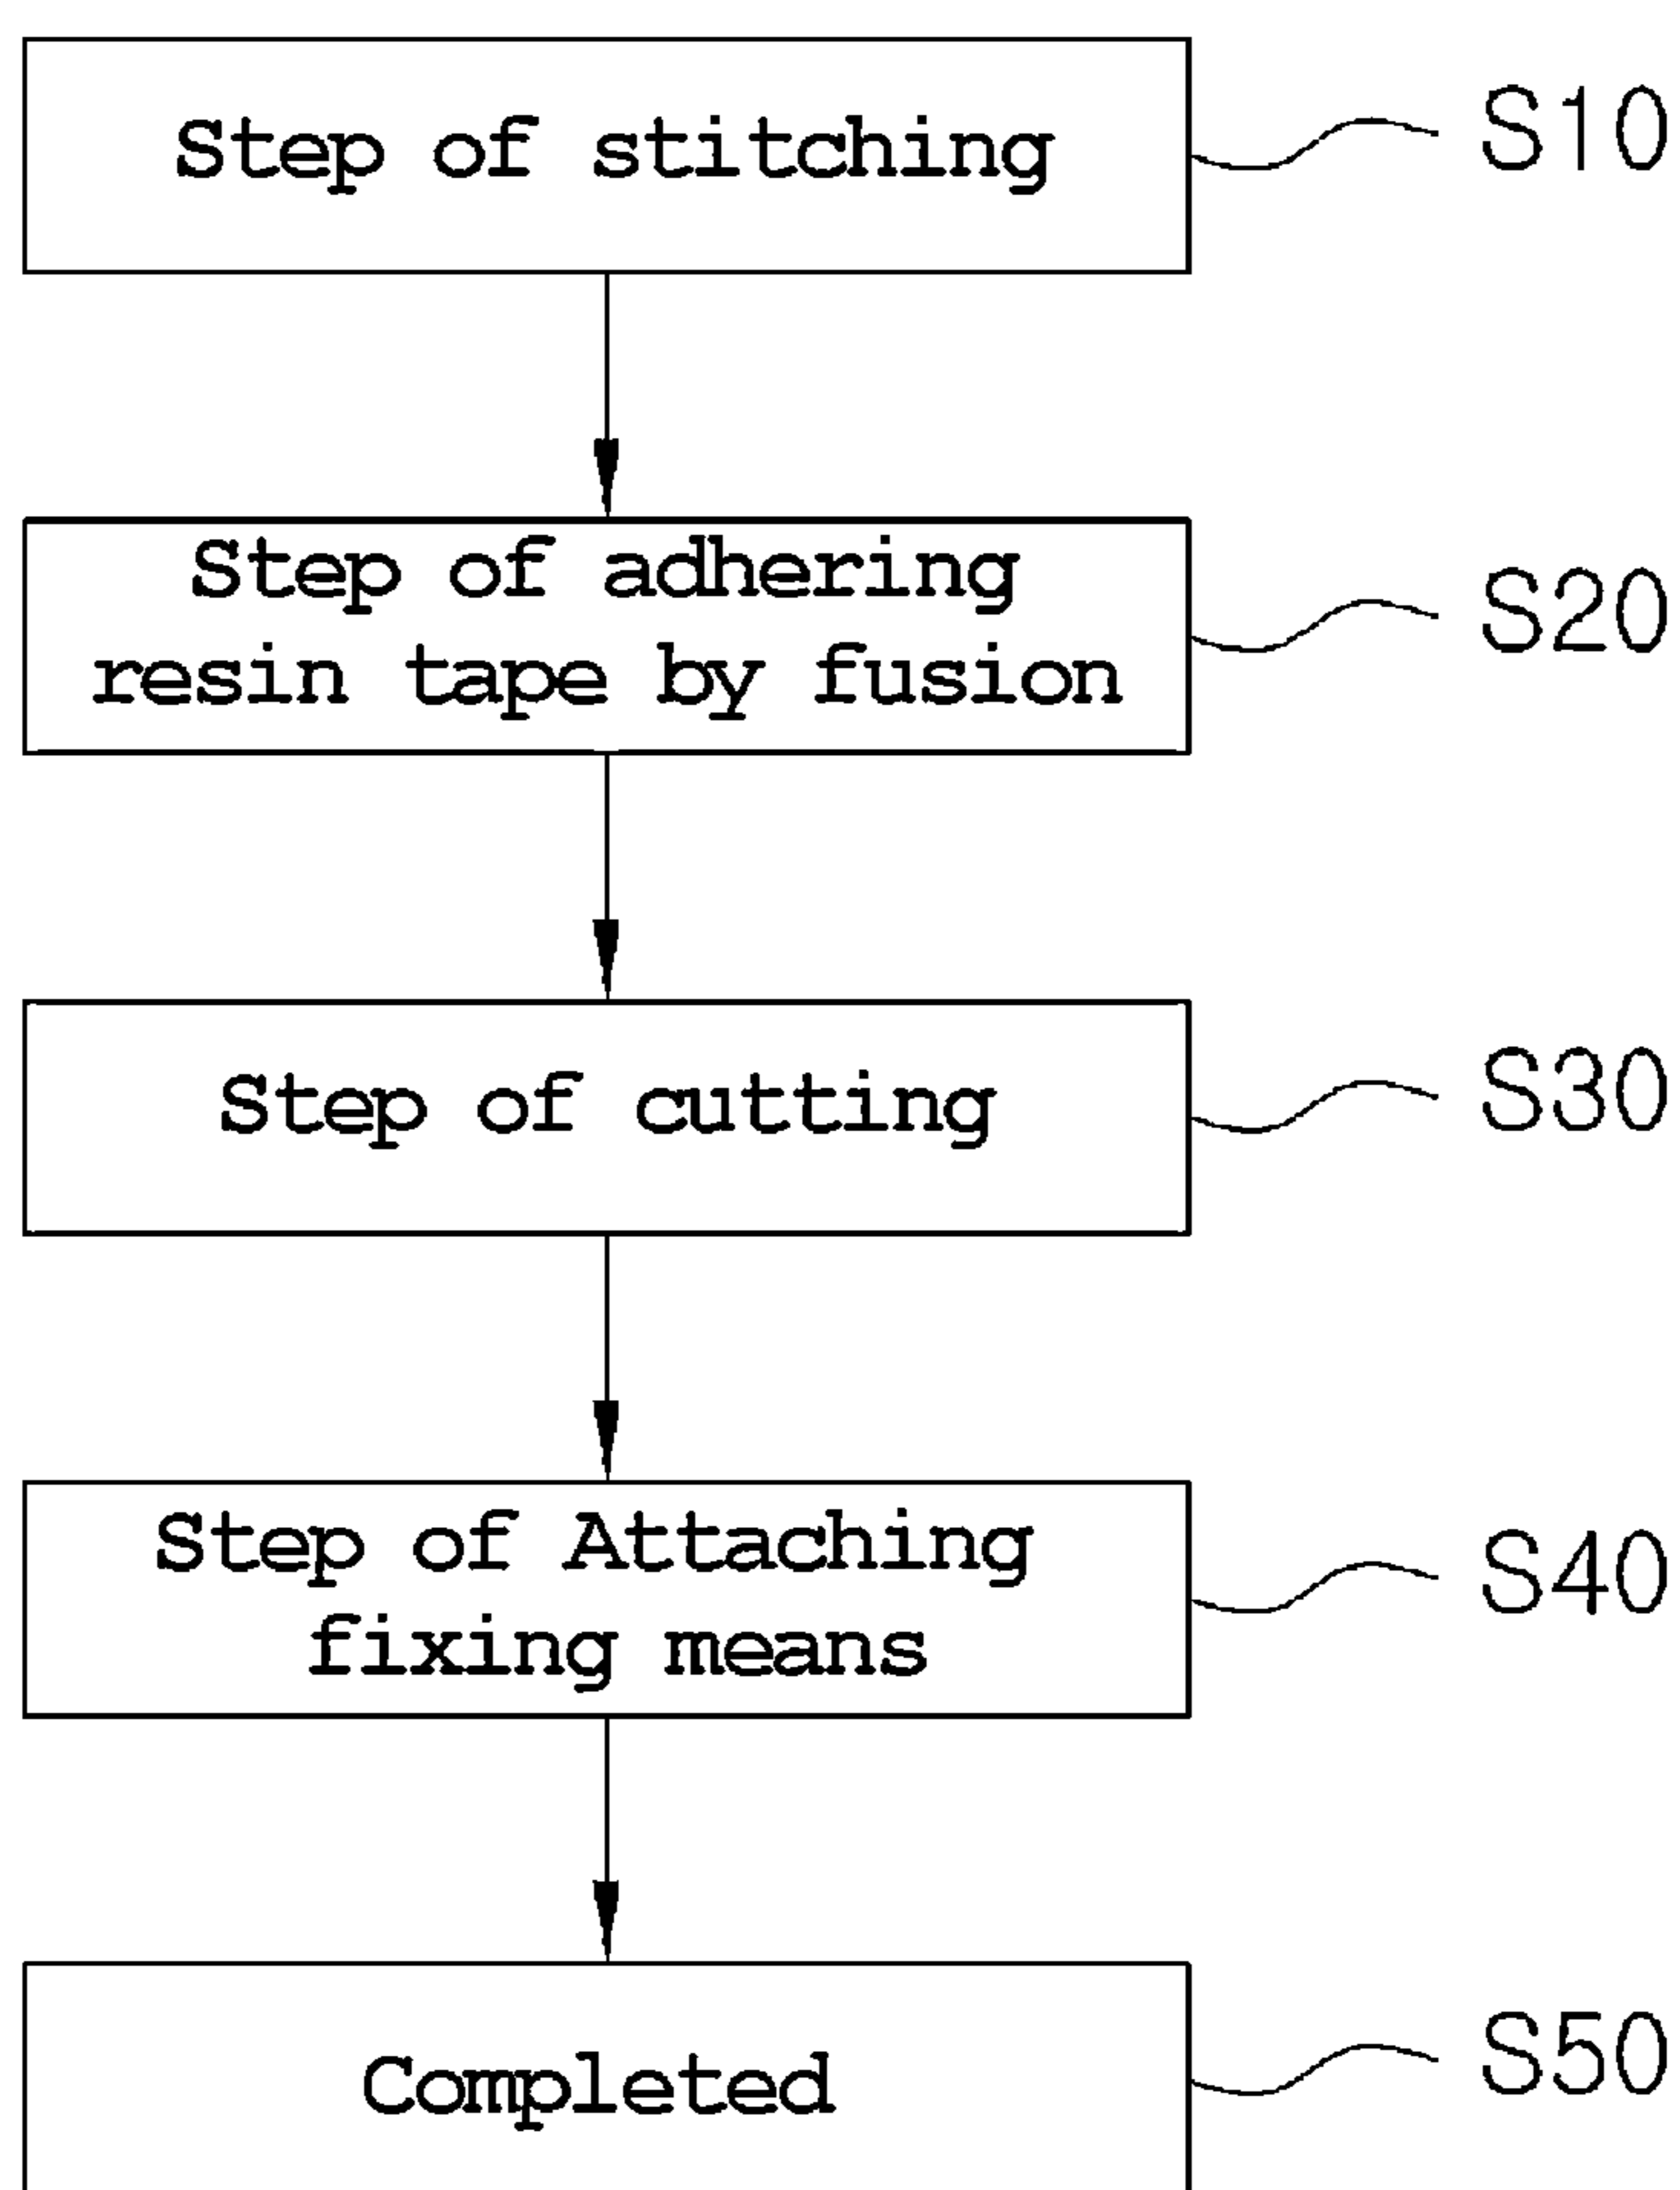 Step of stitching
S10
Step of adhering
resin tape by fusion
S20
Step of cutting
S30
Step of Attaching
fixing means
S40
Completed
S50